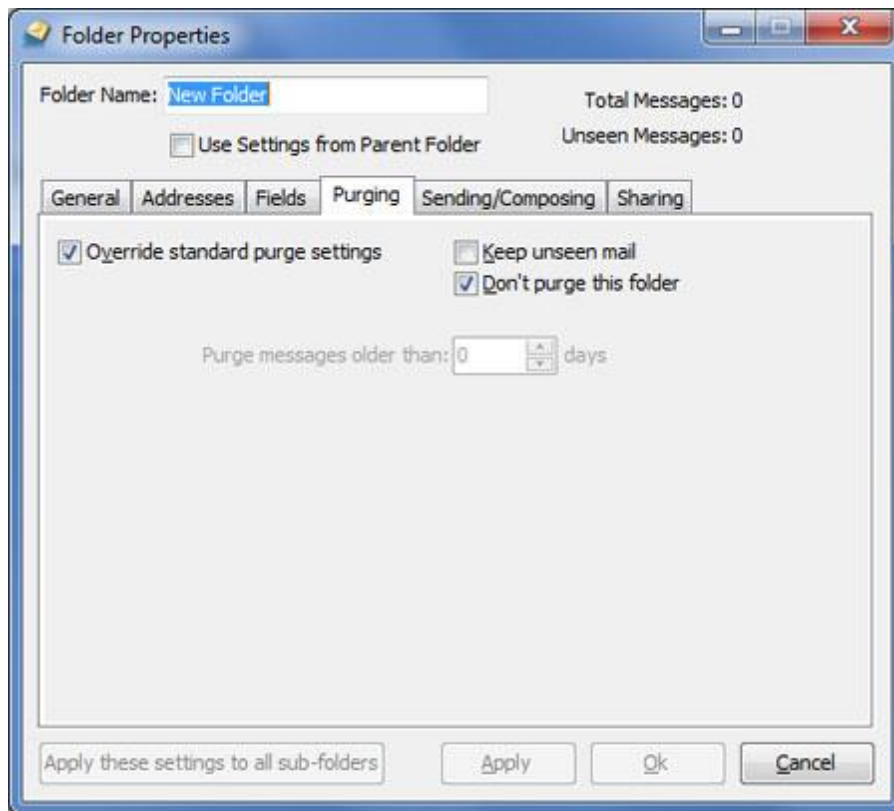 Folder Properties
Folder Name: New Folder
Total Messages: 0
Use Settings from Parent Folder
Unseen Messages: 0
General Addresses Fields Purging Sending/Composing Sharing
Override standard purge settings
Keep unseen mail
Don't purge this folder
Purge messages older than: 0 days
Apply these settings to all sub-folders Apply Ok Cancel